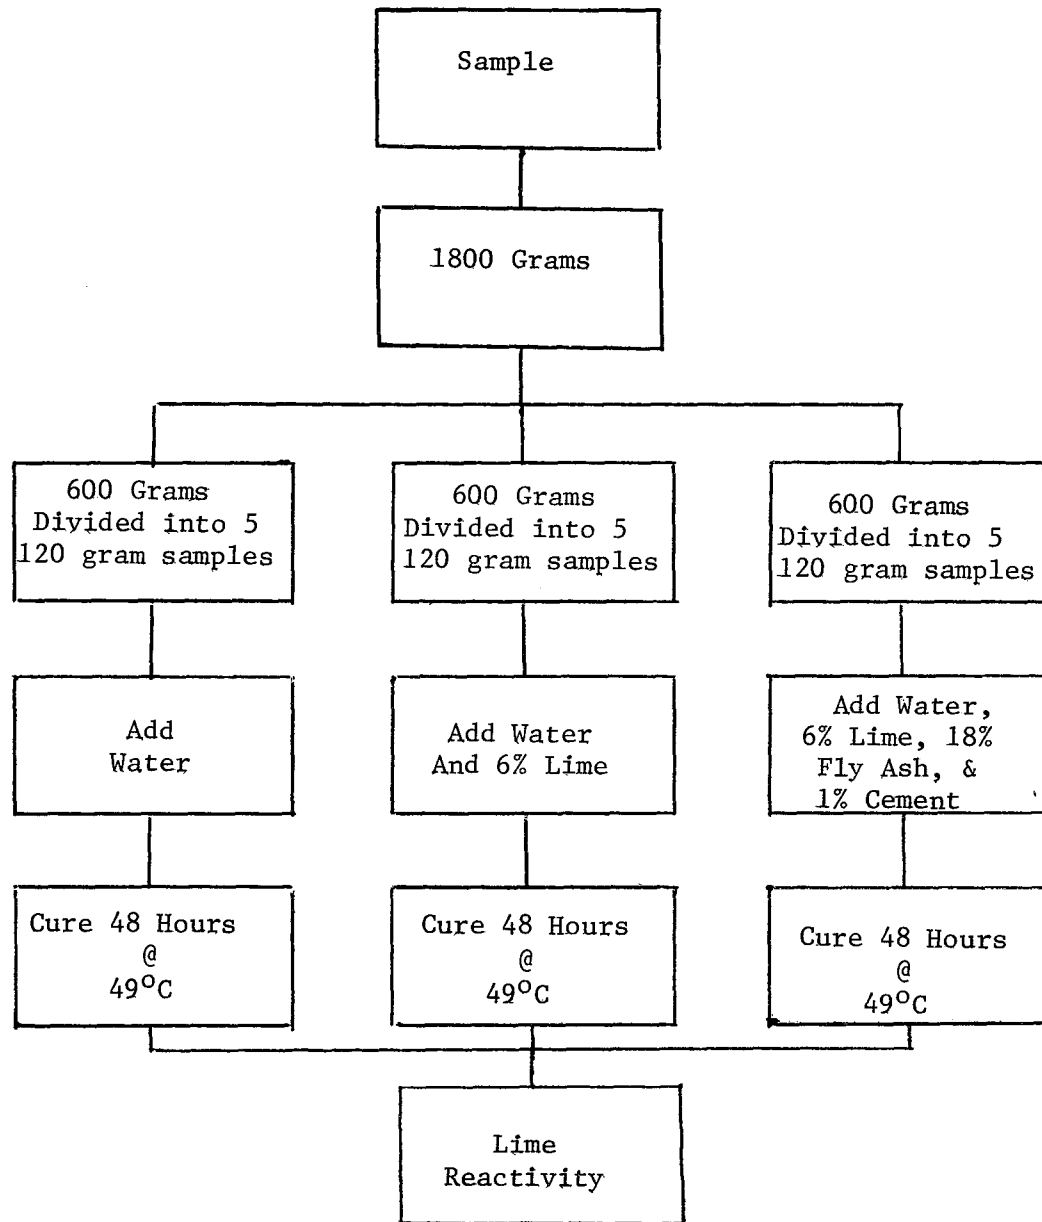 Sample
1800 Grams
600 Grams
Divided into 5
120 gram samples
600 Grams
Divided into 5
120 gram samples
600 Grams
Divided into 5
120 gram samples
Add
Water
Add Water
And 6% Lime
Add Water,
6% Lime, 18%
Fly Ash, &
1% Cement
Cure 48 Hours
@
49°C
Cure 48 Hours
@
49°C
Cure 48 Hours
@
49°C
Lime
Reactivity